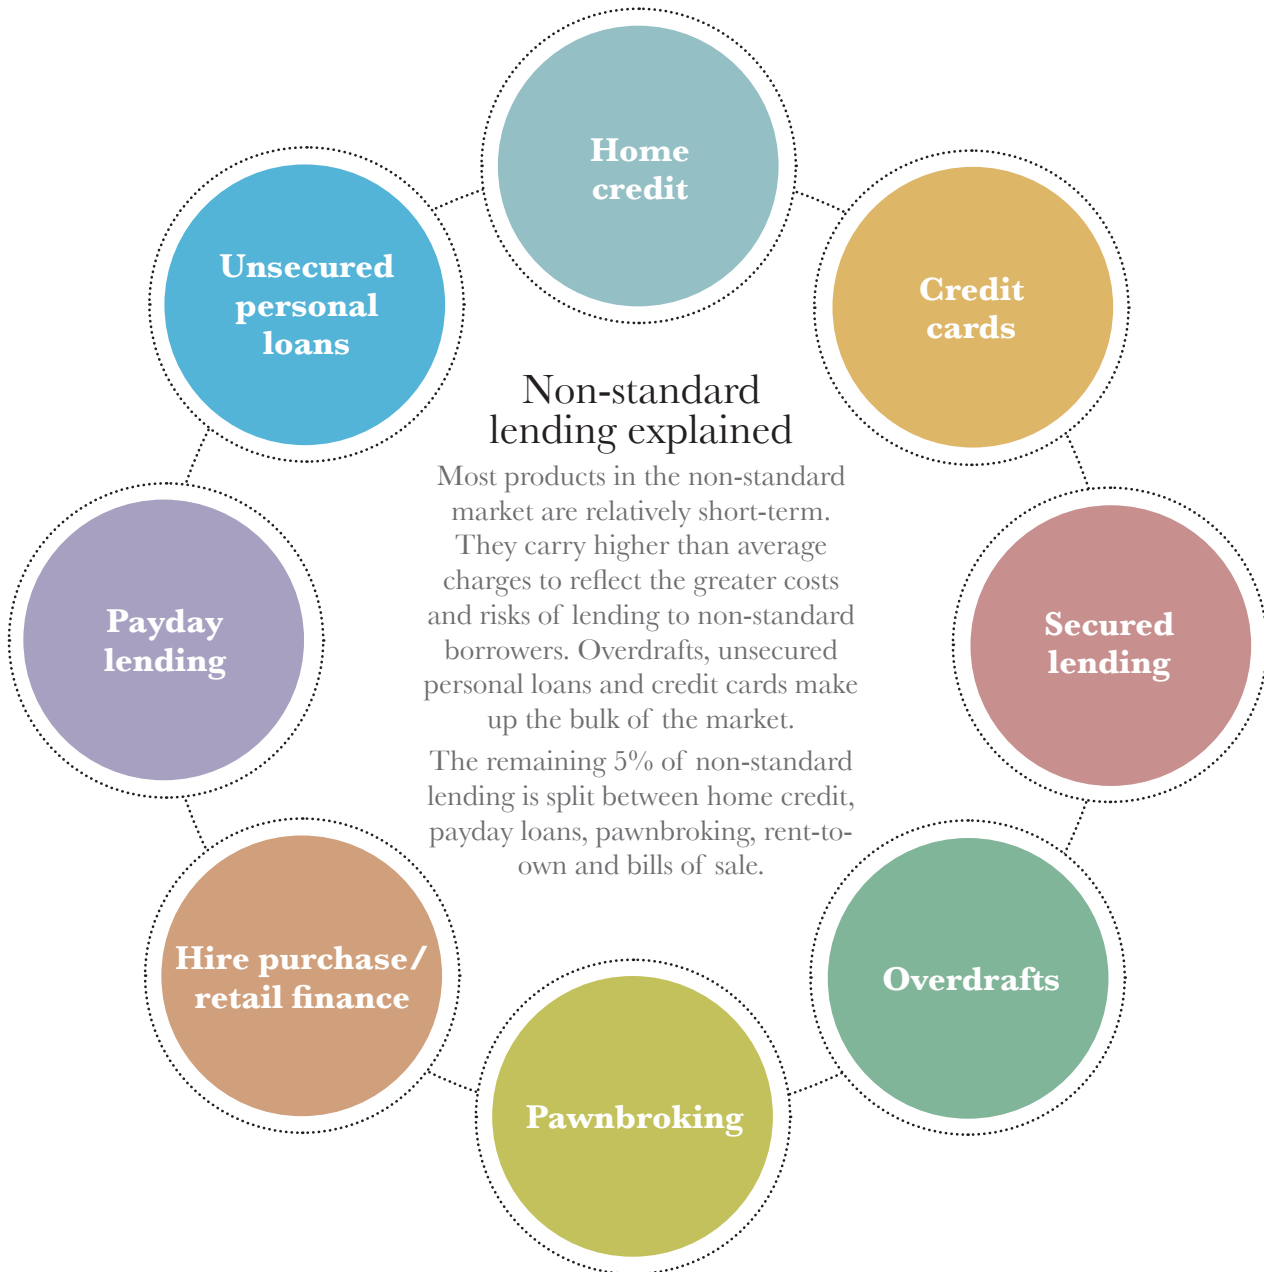 Home
credit
Credit
cards
Secured
lending
Overdrafts
Pawnbroking
Hire purchase/
retail finance
Payday
lending
Unsecured
personal
loans
Non-standard
lending explained
Most products in the non-standard
market are relatively short-term.
They carry higher than average
charges to reflect the greater costs
and risks of lending to non-standard
borrowers. Overdrafts, unsecured
personal loans and credit cards make
up the bulk of the market.
The remaining 5% of non-standard
lending is split between home credit,
payday loans, pawnbroking, rent-to-
own and bills of sale.